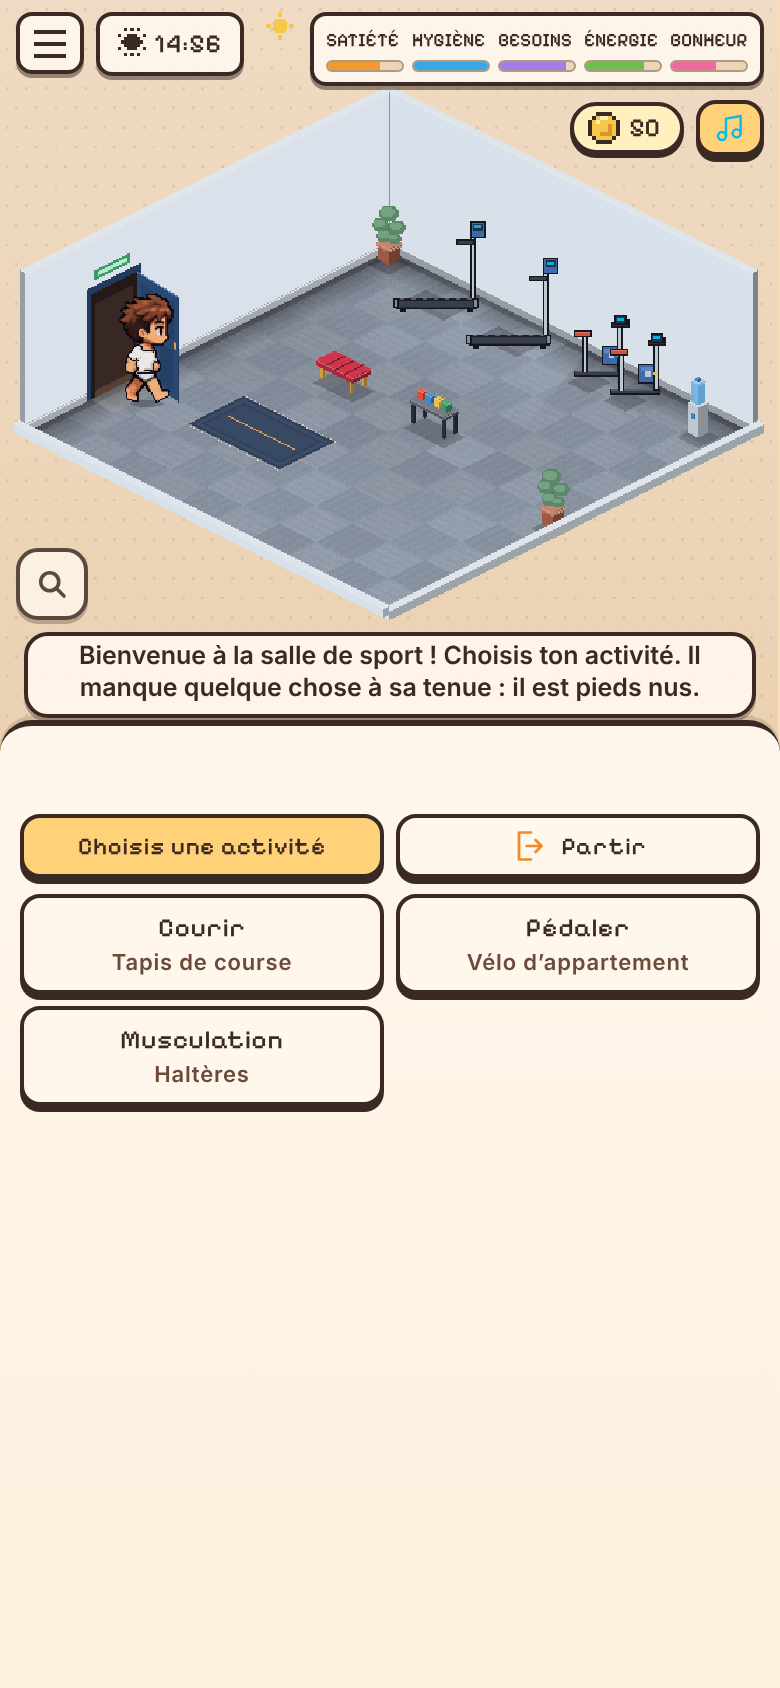 14:56
SATIÉTÉ HYGIÈNE BESOINS ÉNERGIE BONHEUR
50
Bienvenue à la salle de sport ! Choisis ton activité. Il
manque quelque chose à sa tenue : il est pieds nus.
Choisis une activité
Partir
Courir
Tapis de course
Pédaler
Vélo d’appartement
Musculation
Haltères